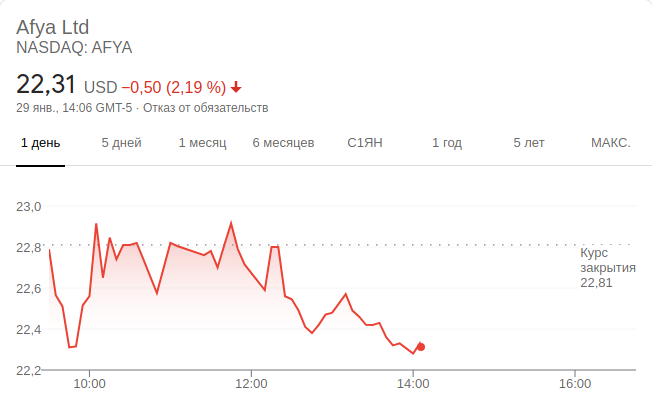 Afya Ltd
NASDAQ: AFYA
22,31 USD −0,50 (2,19 %)
29 янв., 14:06 GMT-5 · Отказ от обязательств
1 день 5 дней 1 месяц 6 месяцев С1ЯН 1 год 5 лет МАКС.
23,0
22,8
Курс
закрытия
22,81
22,6
22,4
22,2
10:00 12:00 14:00 16:00